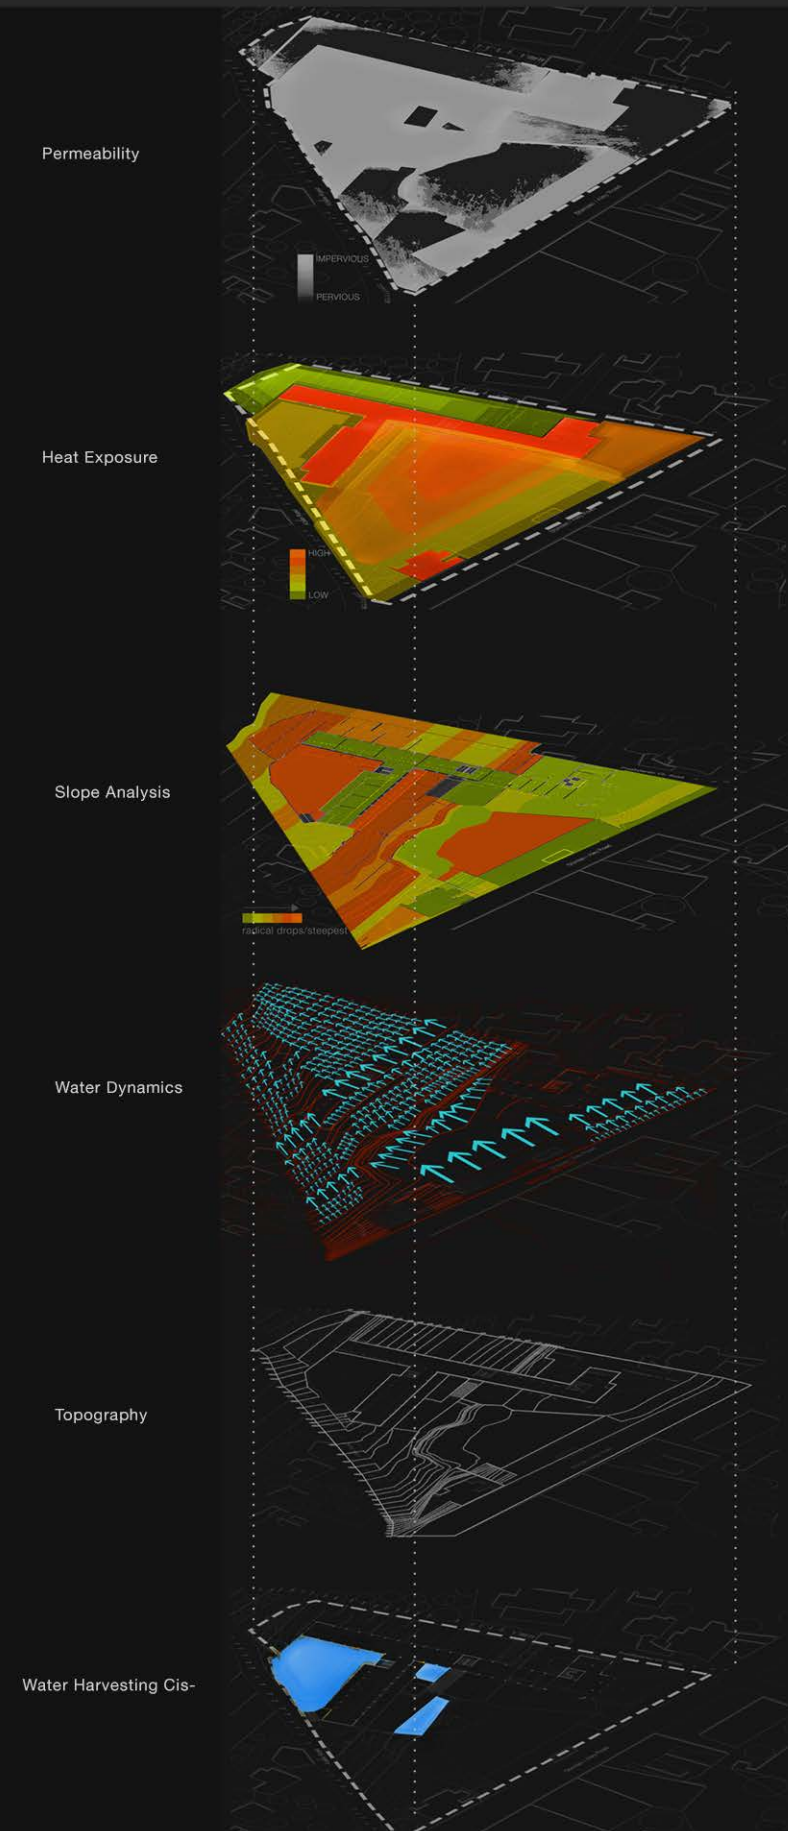 Permeability
IMPERVIOUS
PERVIOUS
Heat Exposure
HIGH
LOW
Slope Analysis
radical drops/steepest
Water Dynamics
Topography
Water Harvesting Cis-